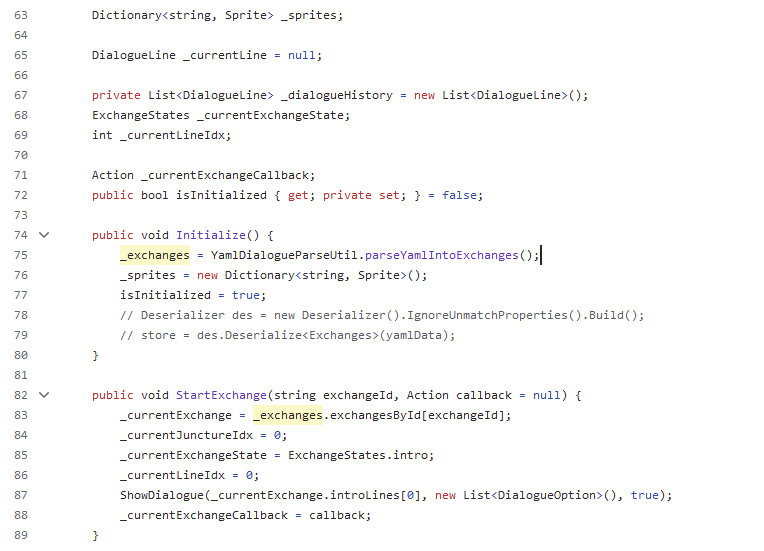 63 Dictionary<string, Sprite> _sprites;
64
65 DialogueLine _currentLine = null;
66
67 private List<DialogueLine> _dialogueHistory = new List<DialogueLine>();
68 ExchangeStates _currentExchangeState;
69 int _currentLineIdx;
70
71 Action _currentExchangeCallback;
72 public bool isInitialized { get; private set; } = false;
73
74 public void Initialize() {
75 _exchanges = YamlDialogueParseUtil.parseYamlIntoExchanges();
76 _sprites = new Dictionary<string, Sprite>();
77 isInitialized = true;
78 // Deserializer des = new Deserializer().IgnoreUnmatchProperties().Build();
79 // store = des.Deserialize<Exchanges>(yamlData);
80 }
81
82 public void StartExchange(string exchangeId, Action callback = null) {
83 _currentExchange = _exchanges.exchangesById[exchangeId];
84 _currentJunctureIdx = 0;
85 _currentExchangeState = ExchangeStates.intro;
86 _currentLineIdx = 0;
87 ShowDialogue(_currentExchange.introLines[0], new List<DialogueOption>(), true);
88 _currentExchangeCallback = callback;
89 }